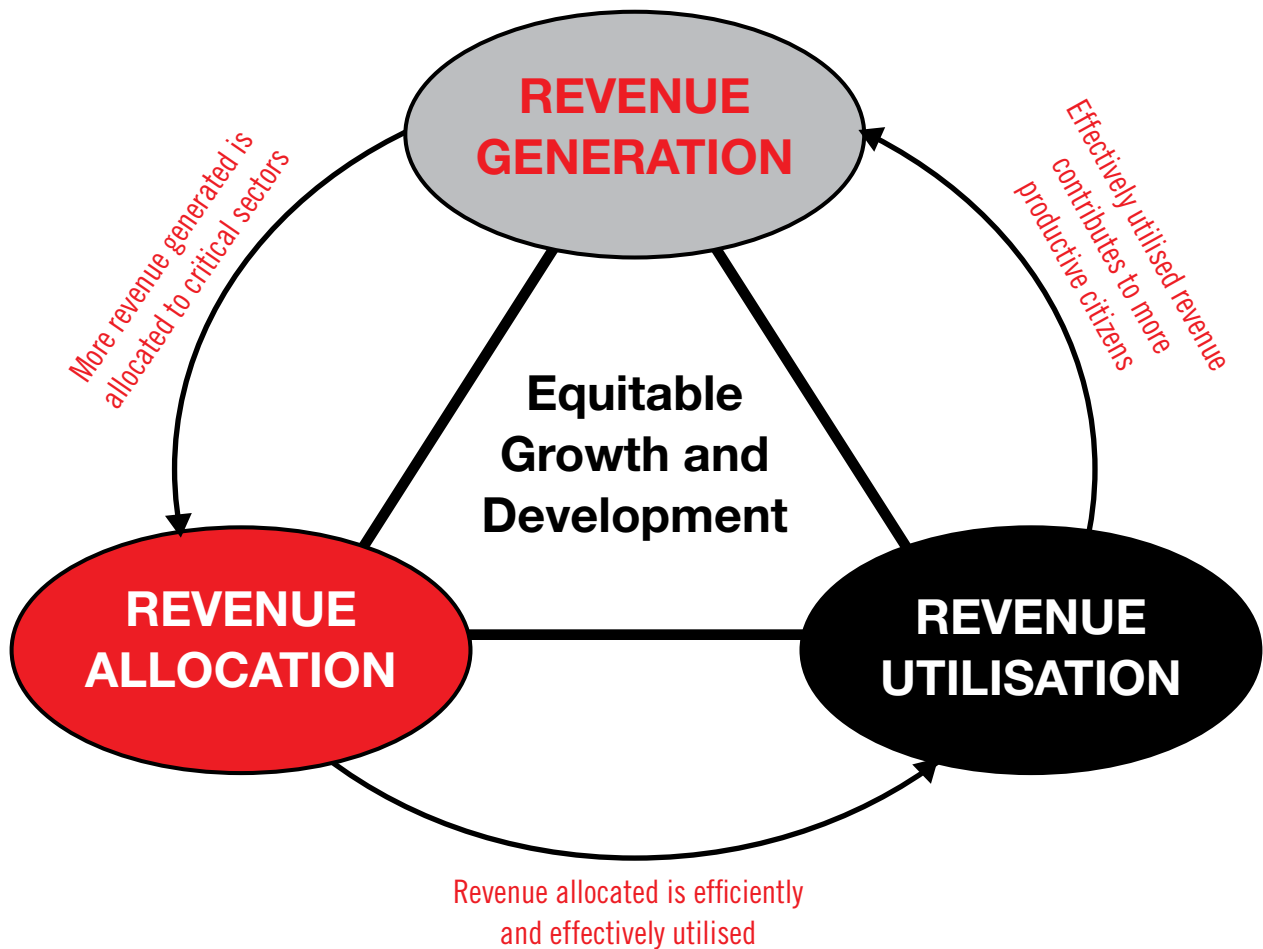 REVENUE
GENERATION
More revenue generated is
allocated to critical sectors
Effectively utilised revenue
contributes to more
productive citizens
Equitable
Growth and
Development
REVENUE
ALLOCATION
REVENUE
UTILISATION
Revenue allocated is efficiently
and effectively utilised